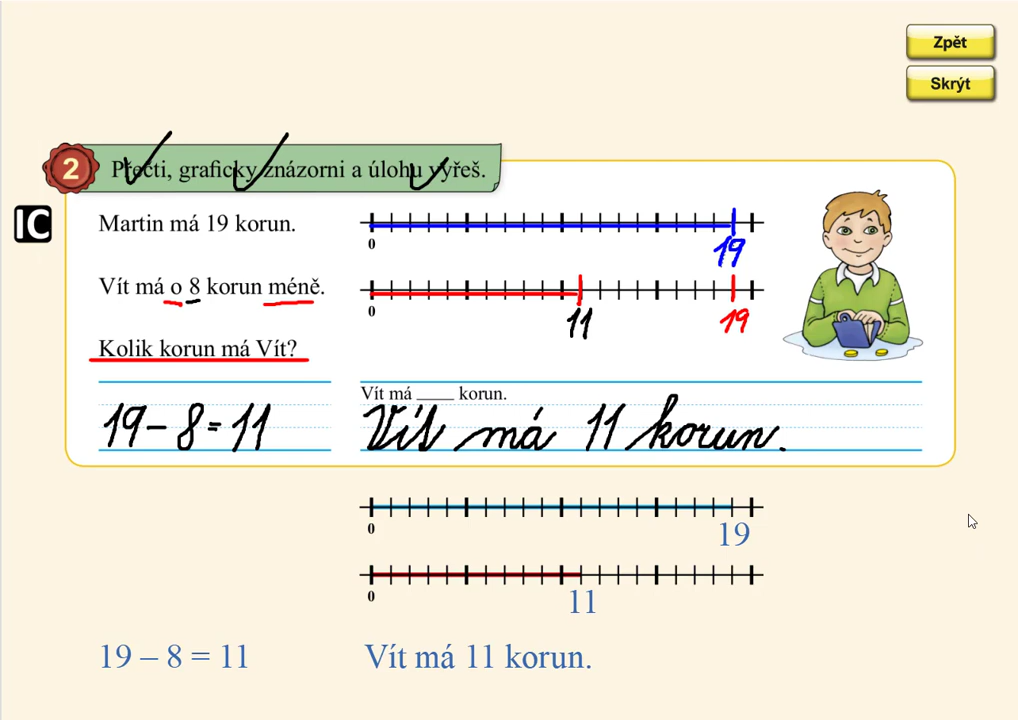 Zpět
Skrýt
2 Přečti, graficky znázorni a úlohu vyřeš.
IC
Martin má 19 korun.
0
19
Vít má o 8 korun méně.
0
11
19
Kolik korun má Vít?
Vít má ____ korun.
19 - 8 = 11
Vít má 11 korun.
0
19
0
11
19 – 8 = 11
Vít má 11 korun.